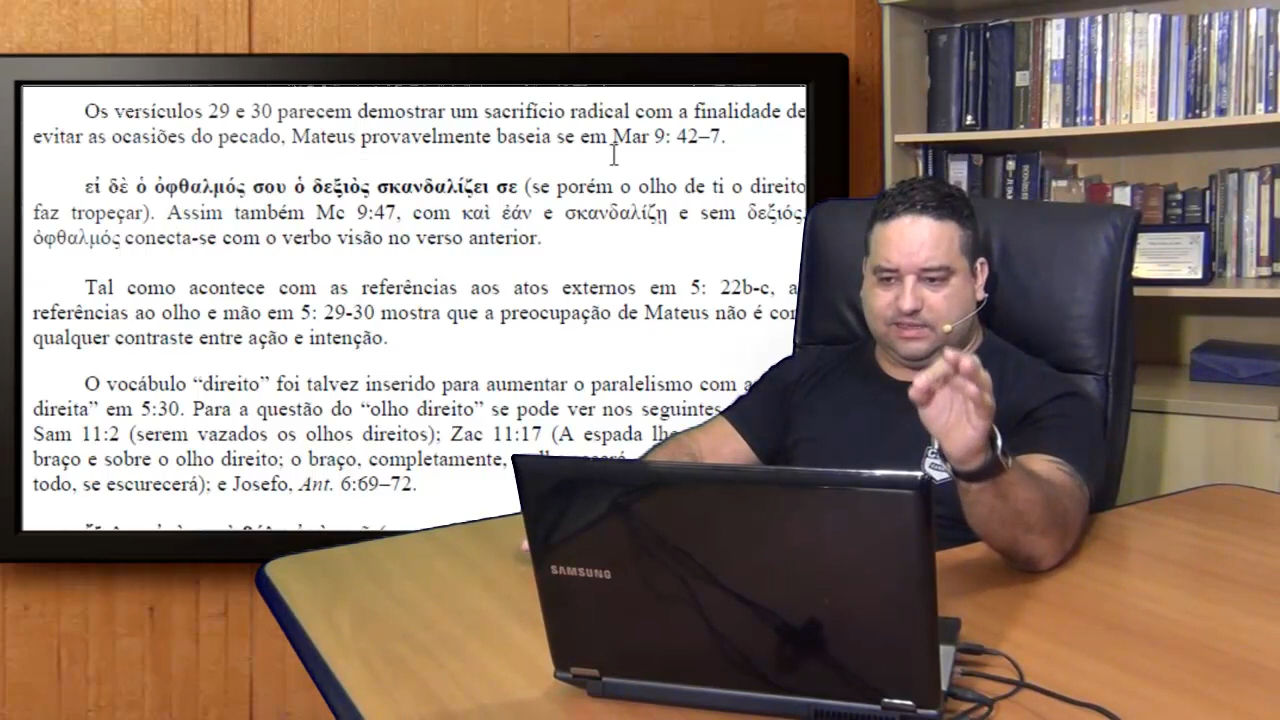 Os versículos 29 e 30 parecem demostrar um sacrifício radical com a finalidade de
evitar as ocasiões do pecado, Mateus provavelmente baseia se em Mar 9: 42–7.
εἰ δὲ ὁ ὀφθαλμός σου ὁ δεξιὸς σκανδαλίζει σε (se porém o olho de ti o direito
faz tropeçar). Assim também Mc 9:47, com καὶ ἐάν e σκανδαλίζῃ e sem δεξιός.
ὀφθαλμός conecta-se com o verbo visão no verso anterior.
Tal como acontece com as referências aos atos externos em 5: 22b-c, a
referências ao olho e mão em 5: 29-30 mostra que a preocupação de Mateus não é
qualquer contraste entre ação e intenção.
O vocábulo “direito” foi talvez inserido para aumentar o paralelismo com
direita” em 5:30. Para a questão do “olho direito” se pode ver nos seguintes
Sam 11:2 (serem vazados os olhos direitos); Zac 11:17 (A espada
braço e sobre o olho direito; o braço, completamente,
todo, se escurecerá); e Josefo, Ant. 6:69–72.
SAMSUNG